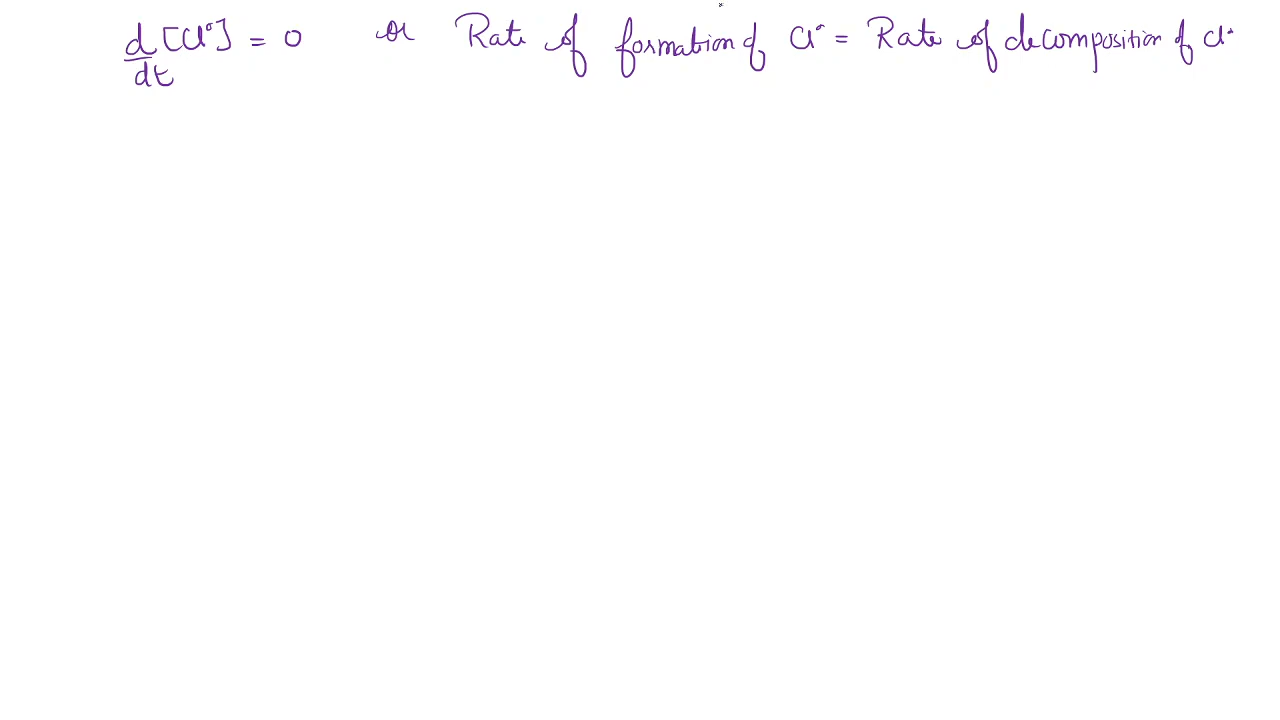 d/dt [Cl°] = 0 or Rate of formation of Cl° = Rate of decomposition of Cl°